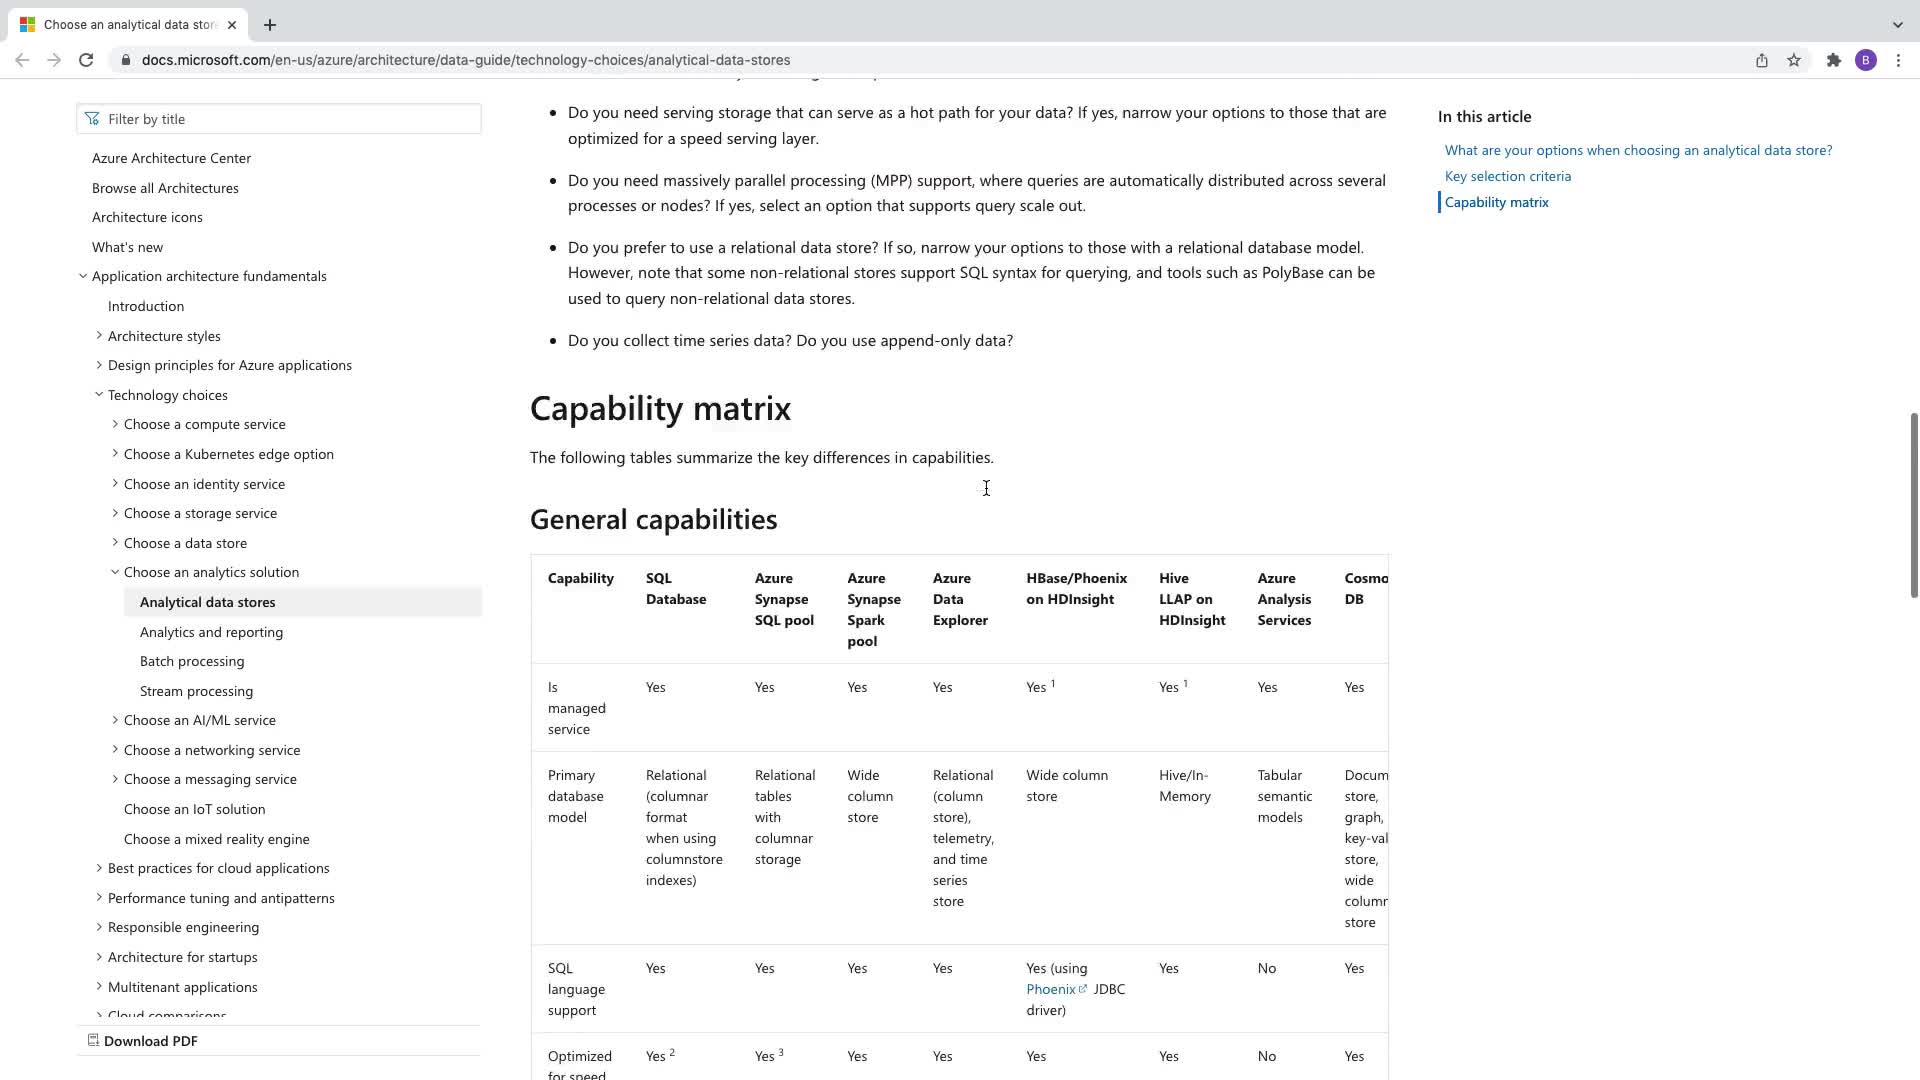 Choose an analytical data stor
docs.microsoft.com/en-us/azure/architecture/data-guide/technology-choices/analytical-data-stores
B
Filter by title
Azure Architecture Center
Browse all Architectures
Architecture icons
What's new
Application architecture fundamentals
Introduction
Architecture styles
Design principles for Azure applications
Technology choices
Choose a compute service
Choose a Kubernetes edge option
Choose an identity service
Choose a storage service
Choose a data store
Choose an analytics solution
Analytical data stores
Analytics and reporting
Batch processing
Stream processing
Choose an AI/ML service
Choose a networking service
Choose a messaging service
Choose an IoT solution
Choose a mixed reality engine
Best practices for cloud applications
Performance tuning and antipatterns
Responsible engineering
Architecture for startups
Multitenant applications
Cloud comparisons
Download PDF
• Do you need serving storage that can serve as a hot path for your data? If yes, narrow your options to those that are
optimized for a speed serving layer.
• Do you need massively parallel processing (MPP) support, where queries are automatically distributed across several
processes or nodes? If yes, select an option that supports query scale out.
• Do you prefer to use a relational data store? If so, narrow your options to those with a relational database model.
However, note that some non-relational stores support SQL syntax for querying, and tools such as PolyBase can be
used to query non-relational data stores.
• Do you collect time series data? Do you use append-only data?
Capability matrix
The following tables summarize the key differences in capabilities.
General capabilities
Capability SQL Azure Azure Azure HBase/Phoenix Hive Azure Cosmo
Database Synapse Synapse Data on HDInsight LLAP on Analysis DB
SQL pool Spark Explorer HDInsight Services
pool
Is Yes Yes Yes Yes Yes 1 Yes 1 Yes Yes
managed
service
Primary Relational Relational Wide Relational Wide column Hive/In- Tabular Docum
database (columnar tables column (column store Memory semantic store,
model format with store store), models graph,
when using columnar telemetry, key-val
columnstore storage and time store,
indexes) series wide
store column
store
SQL Yes Yes Yes Yes Yes (using Yes No Yes
language Phoenix JDBC
support driver)
Optimized Yes 2 Yes 3 Yes Yes Yes Yes No Yes
for speed
In this article
What are your options when choosing an analytical data store?
Key selection criteria
Capability matrix